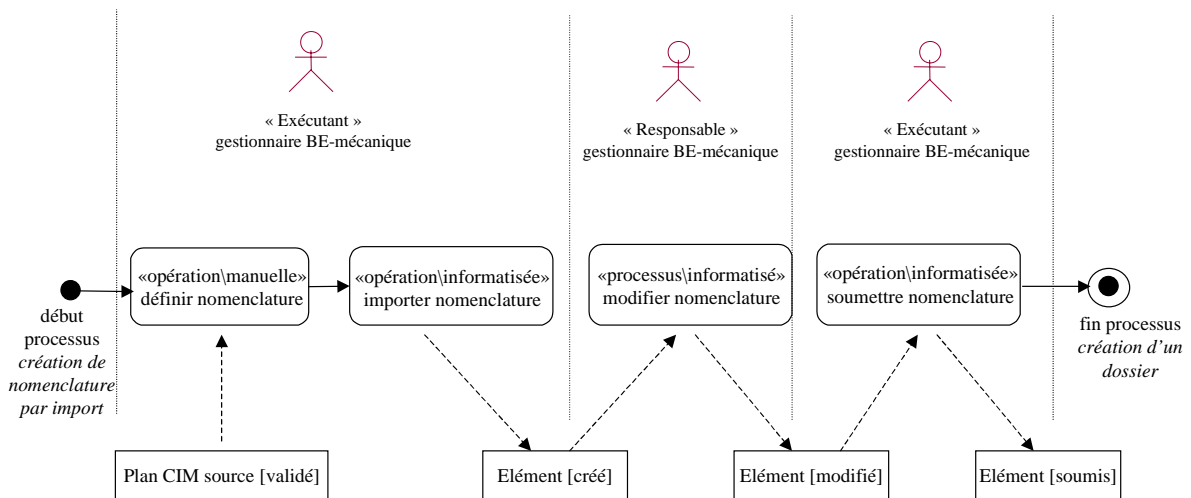 « Exécutant »
gestionnaire BE-mécanique
« Responsable »
gestionnaire BE-mécanique
« Exécutant »
gestionnaire BE-mécanique
«opération\manuelle»
définir nomenclature
«opération\informatisée»
importer nomenclature
«processus\informatisé»
modifier nomenclature
«opération\informatisée»
soumettre nomenclature
début
processus
création de
nomenclature
par import
fin processus
création d’un
dossier
Plan CIM source [validé]
Elément [créé]
Elément [modifié]
Elément [soumis]